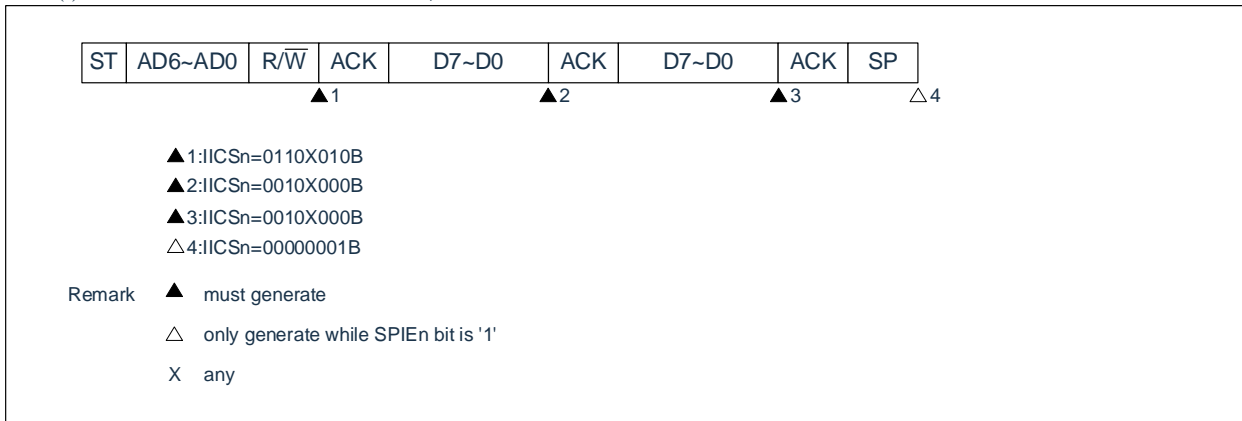 ST AD6~AD0 R/W̅ ACK D7~D0 ACK D7~D0 ACK SP
▲1 ▲2 ▲3 △4
▲1:IICSn=0110X010B
▲2:IICSn=0010X000B
▲3:IICSn=0010X000B
△4:IICSn=00000001B
Remark ▲ must generate
△ only generate while SPIEn bit is '1'
X any